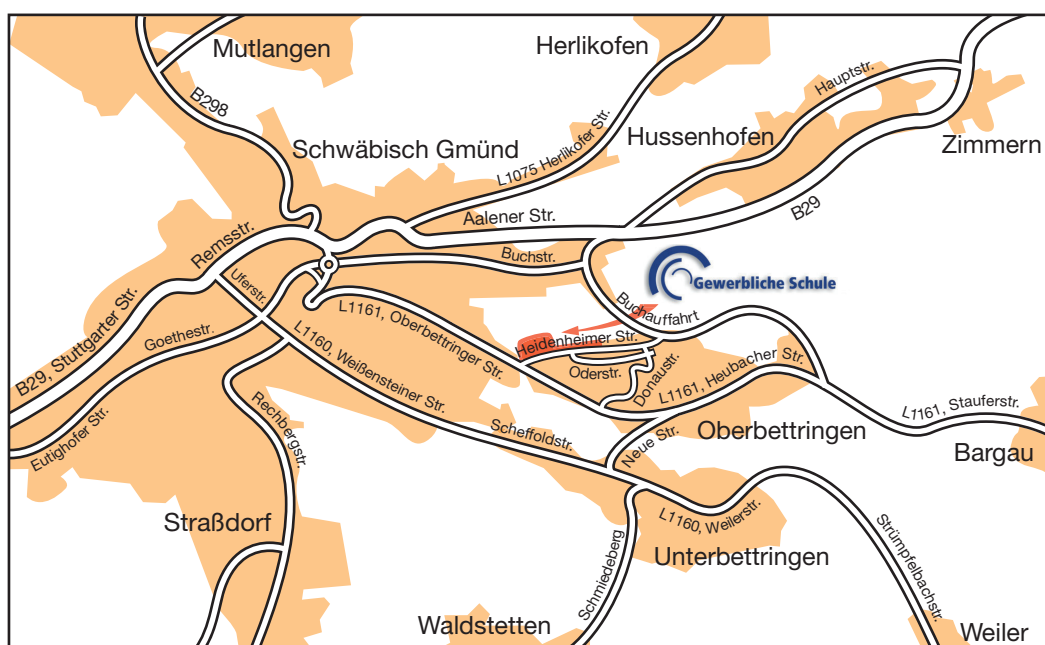 Mutlangen
Herlikofen
B298
Hauptstr.
Hussenhofen
Zimmern
Schwäbisch Gmünd
L1075 Herlikofer Str.
Aalener Str.
B29
Remsstr.
Buchstr.
Uferstr.
Gewerbliche Schule
B29, Stuttgarter Str.
Goethestr.
L1161, Oberbettringer Str.
Buchauffahrt
Heidenheimer Str.
Oderstr.
Donaustr.
L1161, Heubacher Str.
L1160, Weißensteiner Str.
Eutighofer Str.
Rechbergstr.
Scheffoldstr.
Neue Str.
Oberbettringen
L1161, Stauferstr.
Bargau
Straßdorf
L1160, Weilerstr.
Unterbettringen
Schmiedeberg
Strümpfelbachstr.
Waldstetten
Weiler